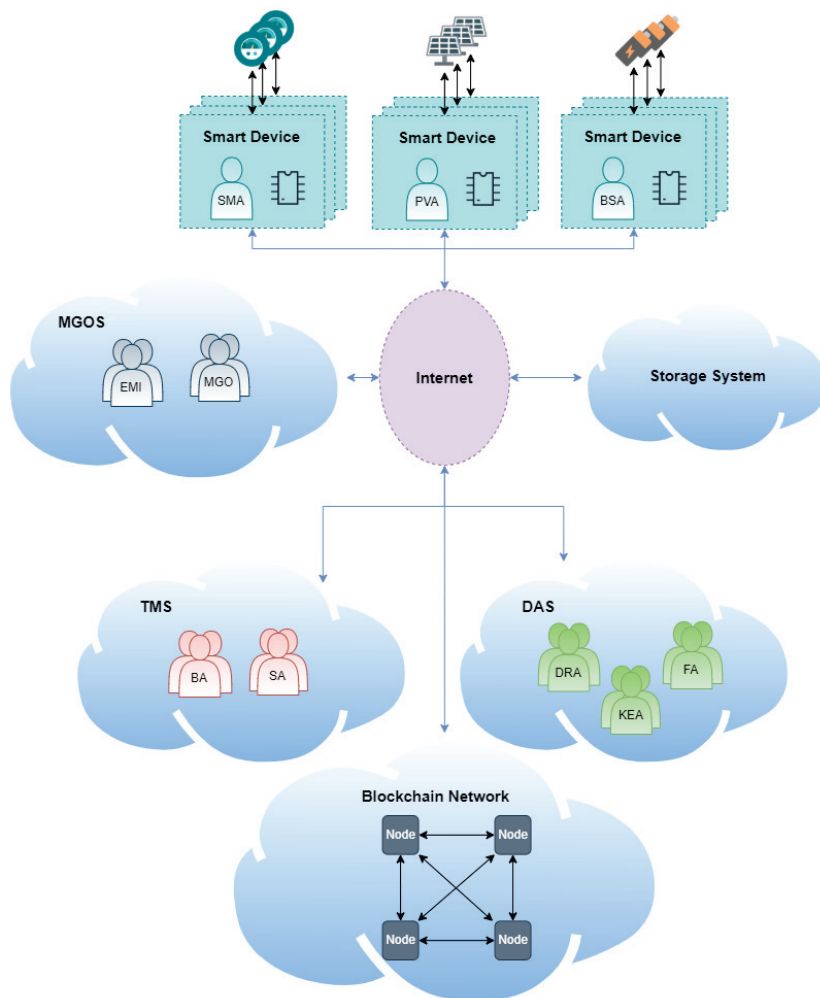 Smart Device
Smart Device
Smart Device
SMA
PVA
BSA
MGOS
EMI
MGO
Internet
Storage System
TMS
BA
SA
DAS
DRA
FA
KEA
Blockchain Network
Node
Node
Node
Node